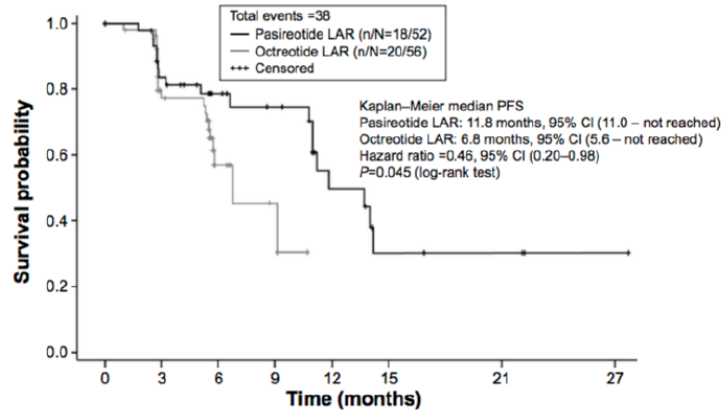 Total events =38
Pasireotide LAR (n/N=18/52)
Octreotide LAR (n/N=20/56)
Censored
Kaplan–Meier median PFS
Pasireotide LAR: 11.8 months, 95% CI (11.0 – not reached)
Octreotide LAR: 6.8 months, 95% CI (5.6 – not reached)
Hazard ratio =0.46, 95% CI (0.20–0.98)
P=0.045 (log-rank test)
Survival probability
1.0
0.8
0.6
0.4
0.2
0.0
0 3 6 9 12 15 21 27
Time (months)